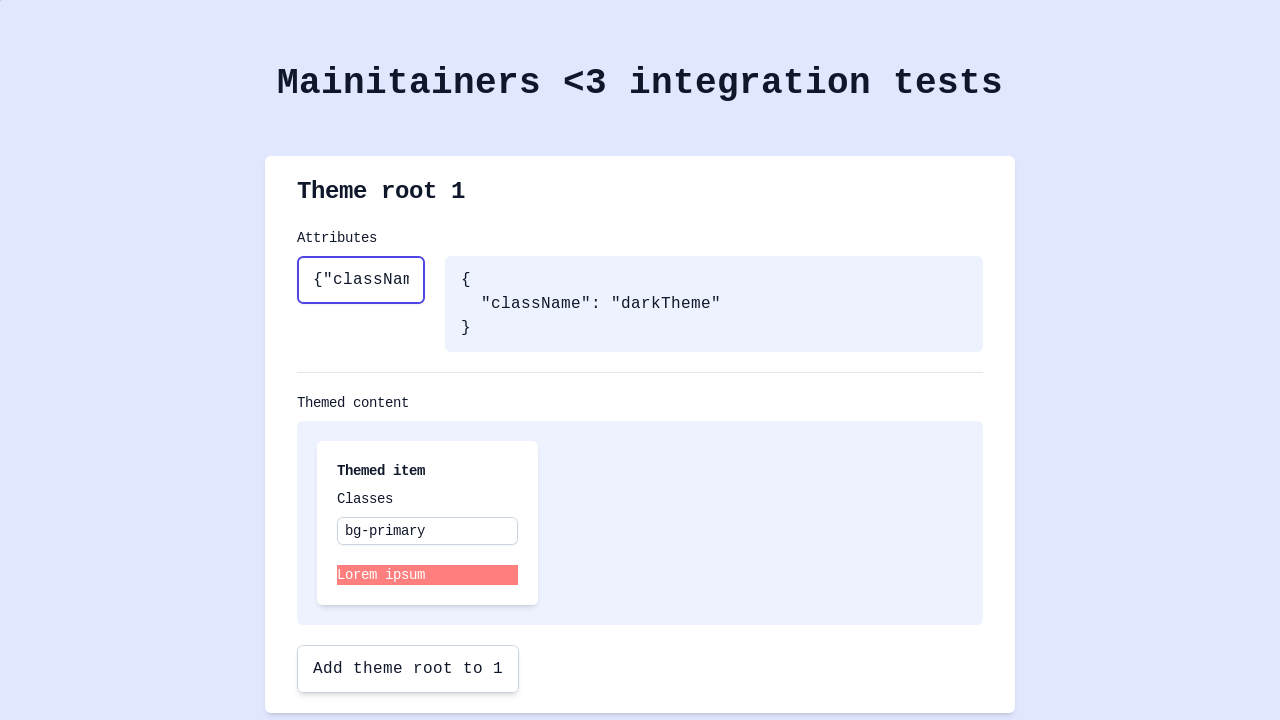 Mainitainers <3 integration tests
Theme root 1
Attributes
{"classNam
{
"className": "darkTheme"
}
Themed content
Themed item
Classes
bg-primary
Lorem ipsum
Add theme root to 1